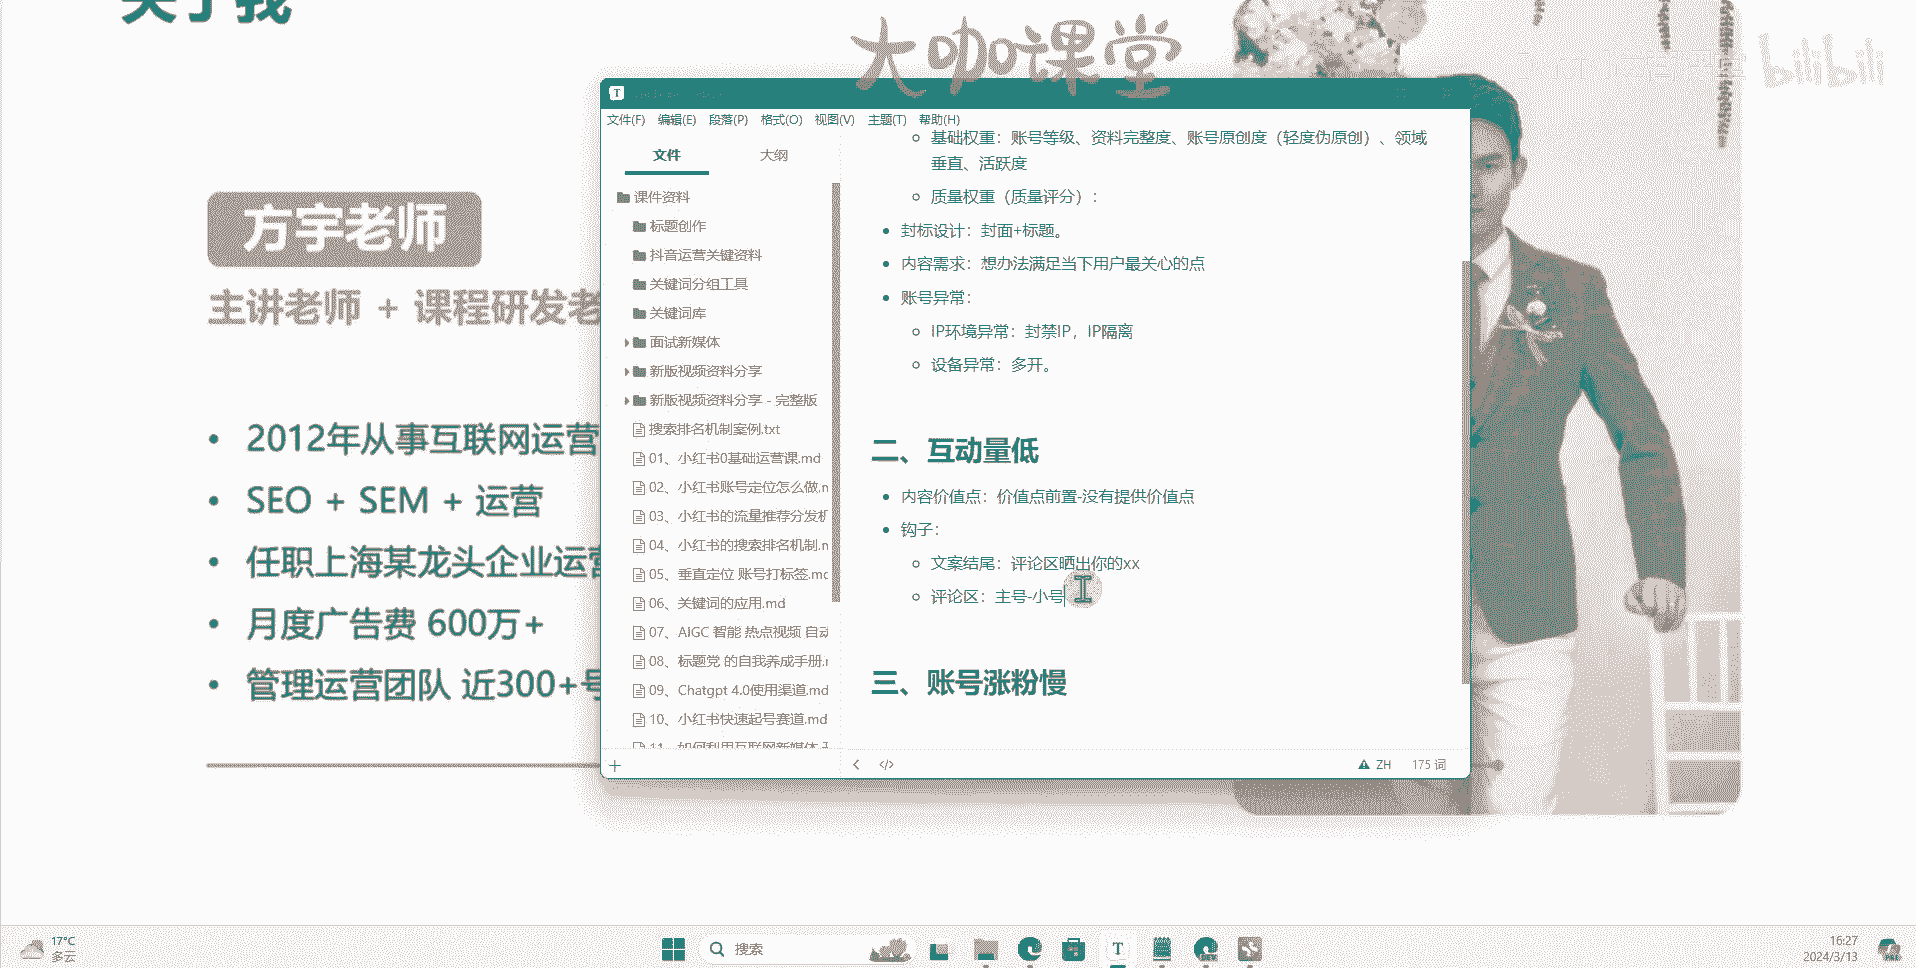 关于我
大咖课堂
bilibili
方宇老师
主讲老师 + 课程研发老
2012年从事互联网运营
SEO + SEM + 运营
任职上海某龙头企业运营
月度广告费 600万+
管理运营团队 近300+号
T
文件(F) 编辑(E) 段落(P) 格式(O) 视图(V) 主题(T) 帮助(H)
文件 大纲
课件资料
标题创作
抖音运营关键资料
关键词分组工具
关键词库
面试新媒体
新版视频资料分享
新版视频资料分享 - 完整版
搜索排名机制案例.txt
01、小红书0基础运营课.md
02、小红书账号定位怎么做.m
03、小红书的流量推荐分发机
04、小红书的搜索排名机制.m
05、垂直定位 账号打标签.md
06、关键词的应用.md
07、AIGC 智能 热点视频 自动
08、标题党 的自我养成手册.m
09、Chatgpt 4.0使用渠道.md
10、小红书快速起号赛道.md
11、如何利用互联网新媒体
基础权重：账号等级、资料完整度、账号原创度（轻度伪原创）、领域
垂直、活跃度
质量权重（质量评分）：
封标设计：封面+标题。
内容需求：想办法满足当下用户最关心的点
账号异常：
IP环境异常：封禁IP，IP隔离
设备异常：多开。
二、互动量低
内容价值点：价值点前置-没有提供价值点
钩子：
文案结尾：评论区晒出你的xx
评论区：主号-小号
三、账号涨粉慢
ZH 175 词
17°C
多云
搜索
T
DEV
16:27
2024/3/13